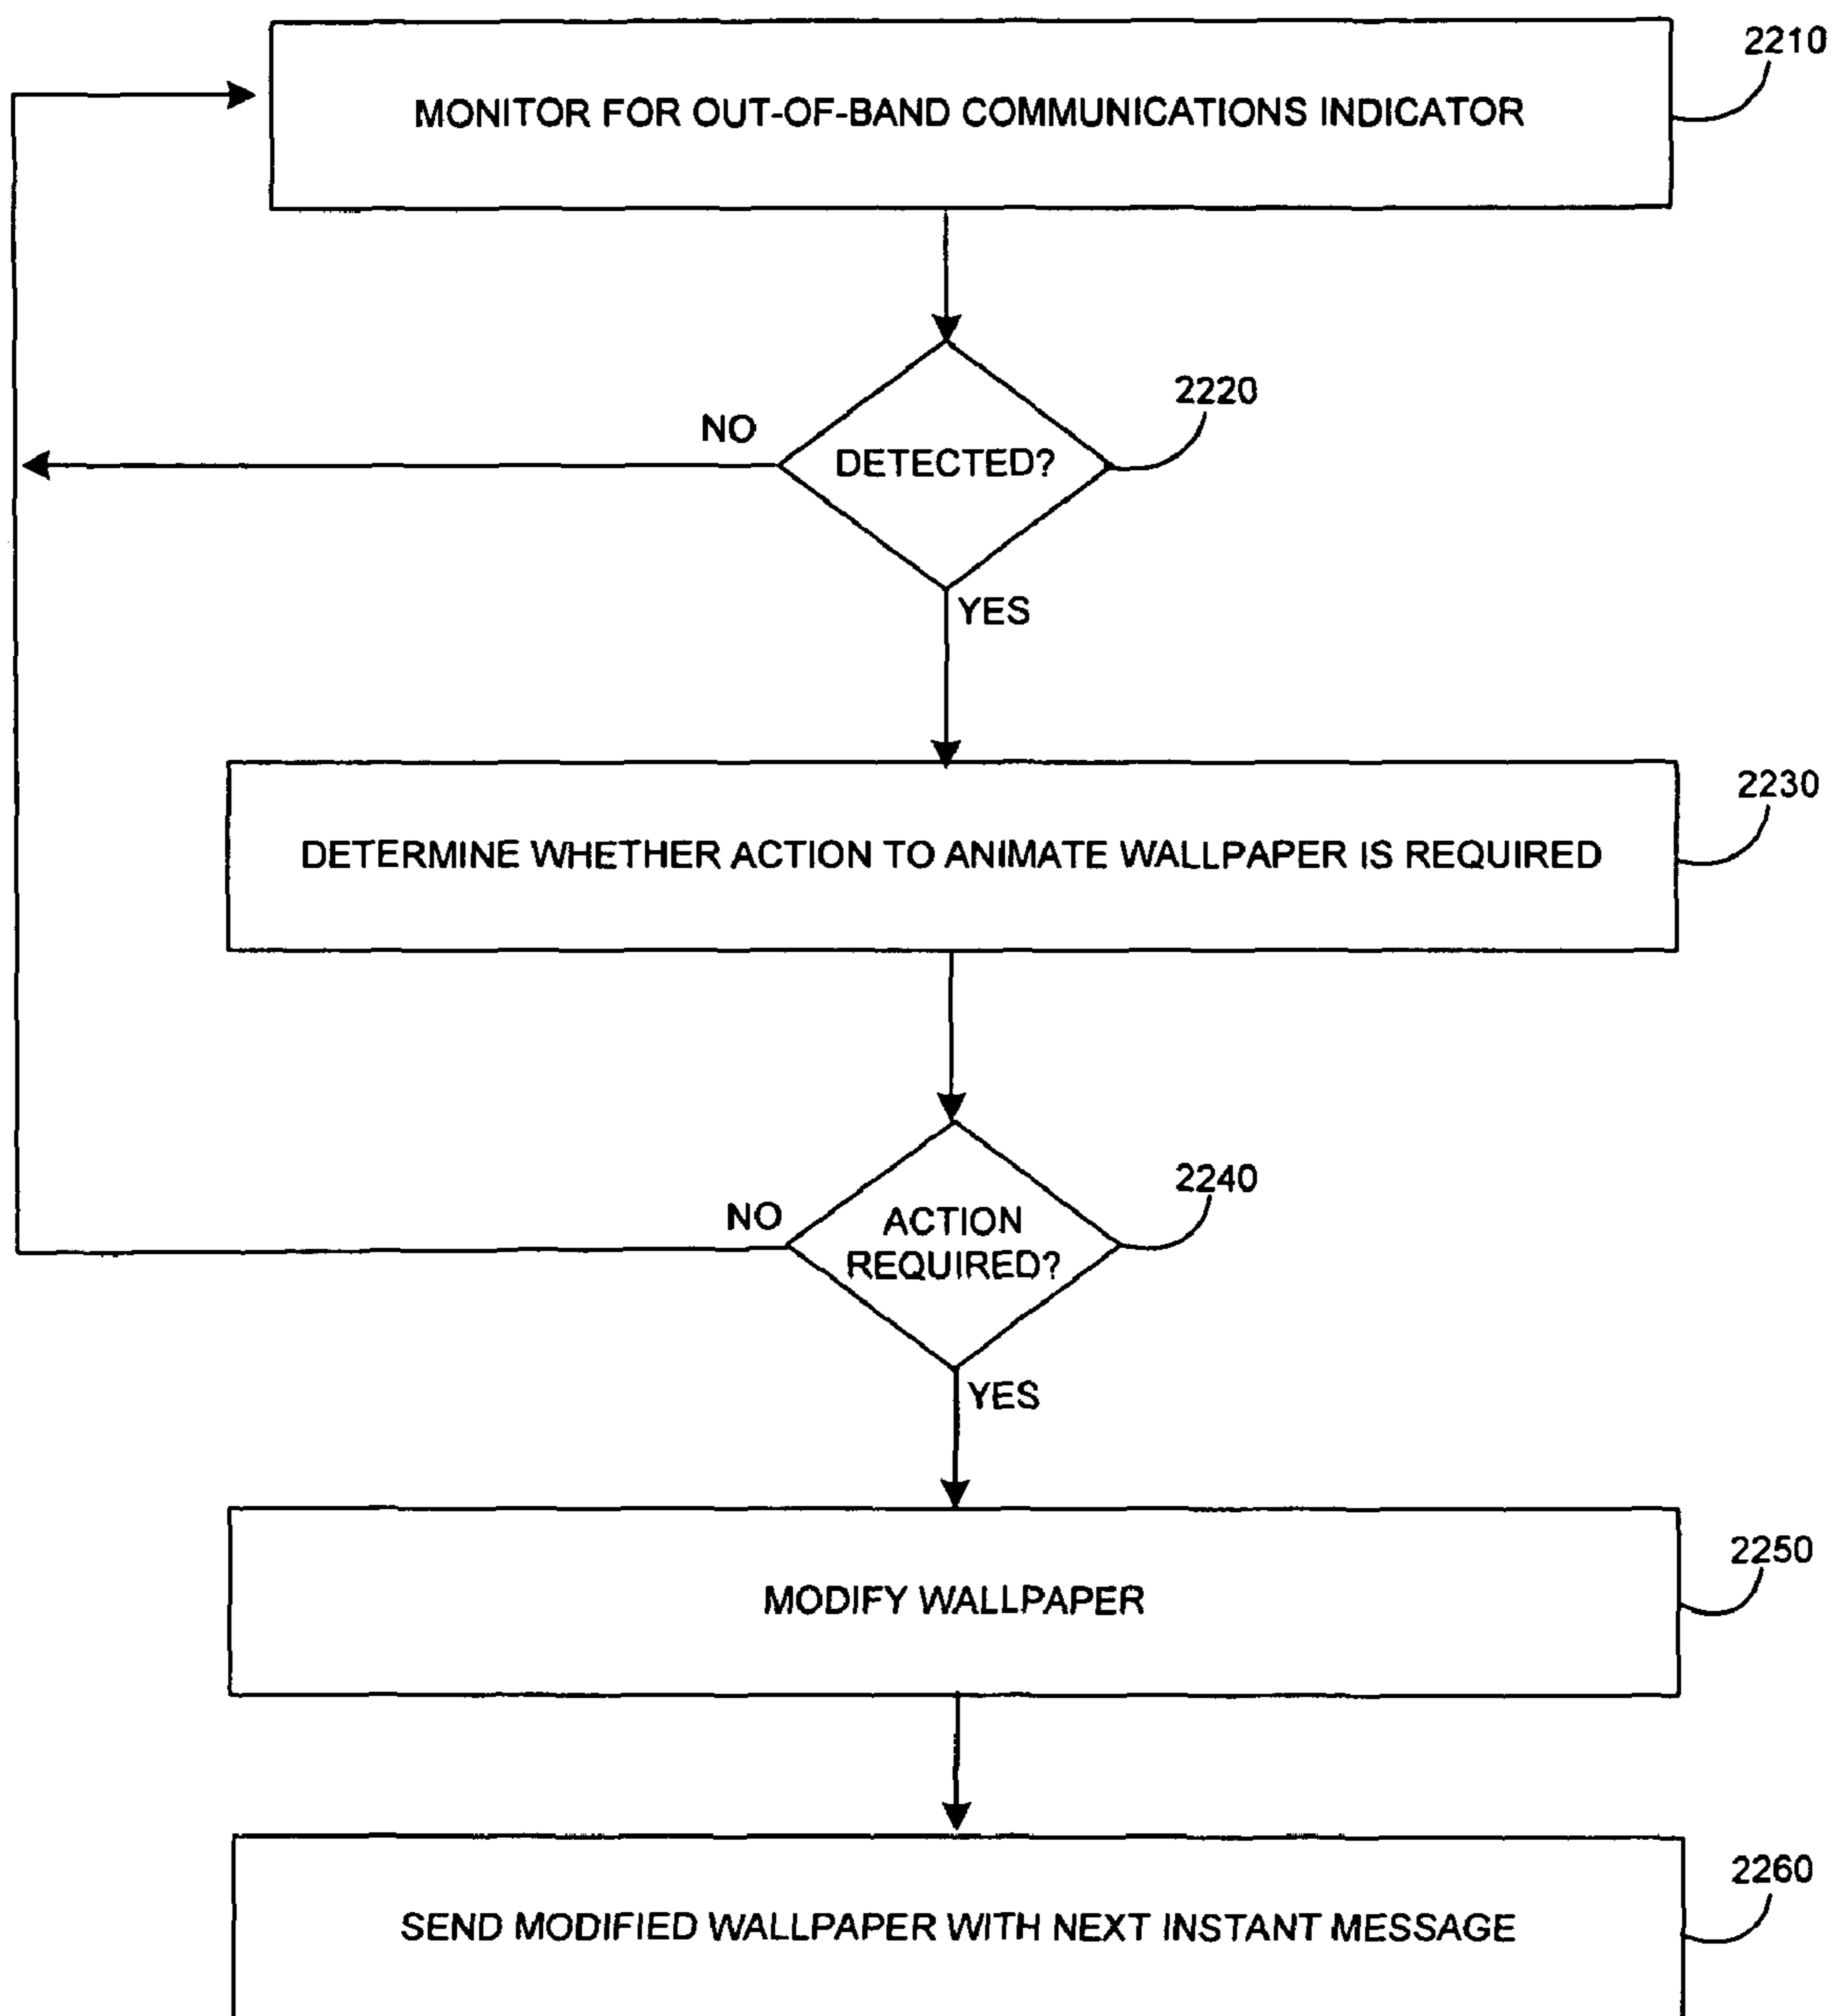 2210
MONITOR FOR OUT-OF-BAND COMMUNICATIONS INDICATOR
2220
NO
DETECTED?
YES
2230
DETERMINE WHETHER ACTION TO ANIMATE WALLPAPER IS REQUIRED
2240
NO
ACTION
REQUIRED?
YES
2250
MODIFY WALLPAPER
2260
SEND MODIFIED WALLPAPER WITH NEXT INSTANT MESSAGE